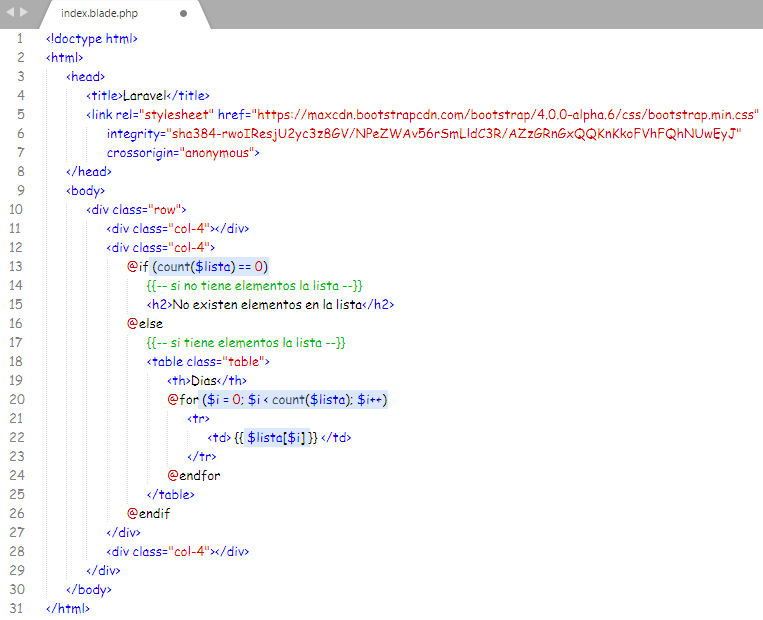 index.blade.php
1 <!doctype html>
2 <html>
3 <head>
4 <title>Laravel</title>
5 <link rel="stylesheet" href="https://maxcdn.bootstrapcdn.com/bootstrap/4.0.0-alpha.6/css/bootstrap.min.css"
6 integrity="sha384-rwoIResjU2yc3z8GV/NPeZWAv56rSmLldC3R/AZzGRnGxQQKnKkoFVhFQhNUwEyJ"
7 crossorigin="anonymous">
8 </head>
9 <body>
10 <div class="row">
11 <div class="col-4"></div>
12 <div class="col-4">
13 @if (count($lista) == 0)
14 {{-- si no tiene elementos la lista --}}
15 <h2>No existen elementos en la lista</h2>
16 @else
17 {{-- si tiene elementos la lista --}}
18 <table class="table">
19 <th>Dias</th>
20 @for ($i = 0; $i < count($lista); $i++)
21 <tr>
22 <td> {{ $lista[$i] }} </td>
23 </tr>
24 @endfor
25 </table>
26 @endif
27 </div>
28 <div class="col-4"></div>
29 </div>
30 </body>
31 </html>